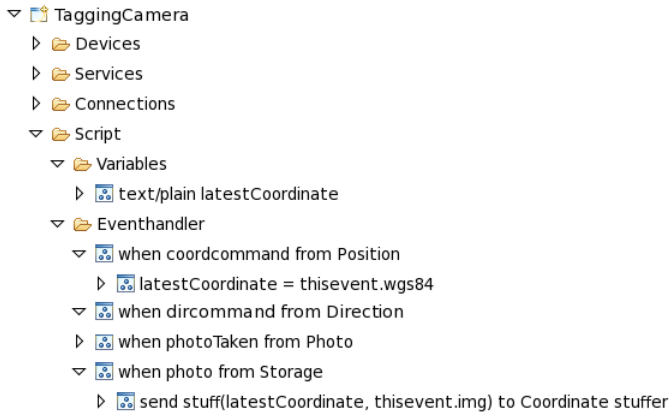 TaggingCamera
Devices
Services
Connections
Script
Variables
text/plain latestCoordinate
Eventhandler
when coordcommand from Position
latestCoordinate = thisevent.wgs84
when dircommand from Direction
when photoTaken from Photo
when photo from Storage
send stuff(latestCoordinate, thisevent.img) to Coordinate stuffer